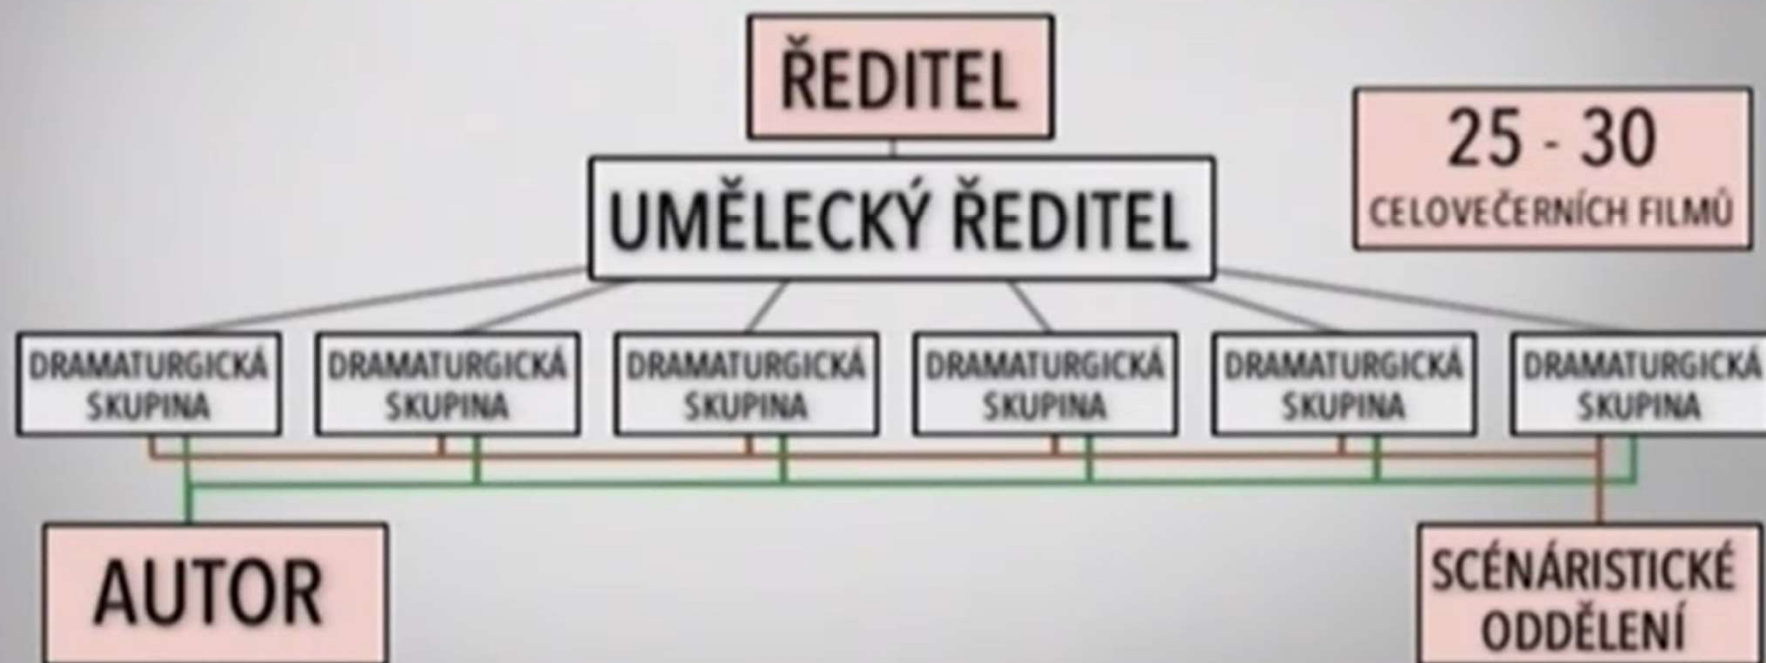 ŘEDITEL
25 - 30
CELOVEČERNÍCH FILMŮ
UMĚLECKÝ ŘEDITEL
DRAMATURGICKÁ
SKUPINA
DRAMATURGICKÁ
SKUPINA
DRAMATURGICKÁ
SKUPINA
DRAMATURGICKÁ
SKUPINA
DRAMATURGICKÁ
SKUPINA
DRAMATURGICKÁ
SKUPINA
AUTOR
SCÉNÁRISTICKÉ
ODDĚLENÍ